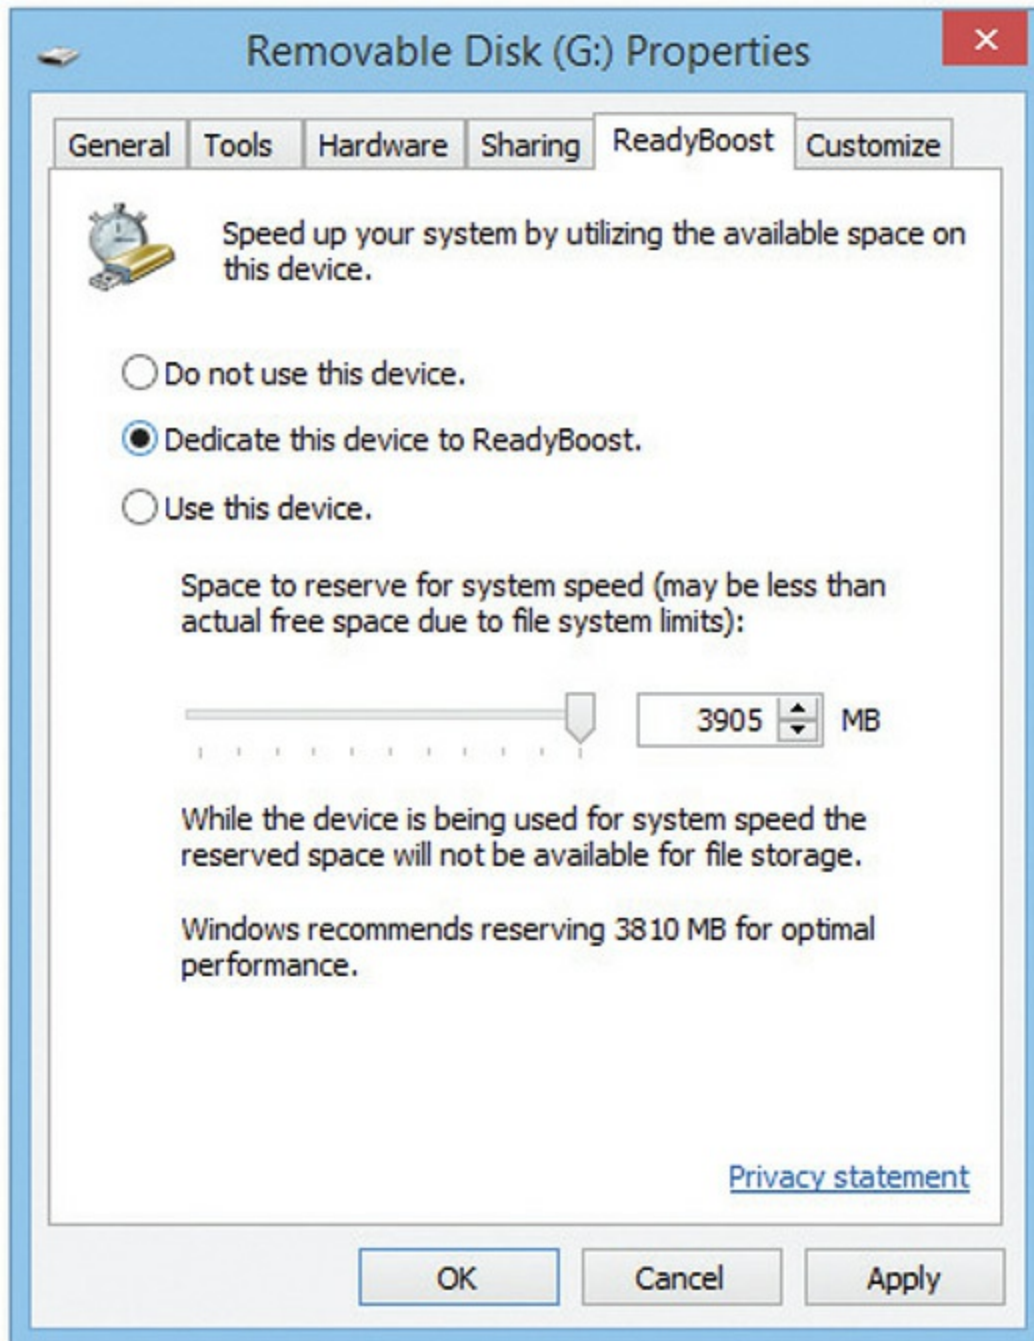 Removable Disk (G:) Properties
General Tools Hardware Sharing ReadyBoost Customize
Speed up your system by utilizing the available space on
this device.
Do not use this device.
Dedicate this device to ReadyBoost.
Use this device.
Space to reserve for system speed (may be less than
actual free space due to file system limits):
3905 MB
While the device is being used for system speed the
reserved space will not be available for file storage.
Windows recommends reserving 3810 MB for optimal
performance.
Privacy statement
OK Cancel Apply